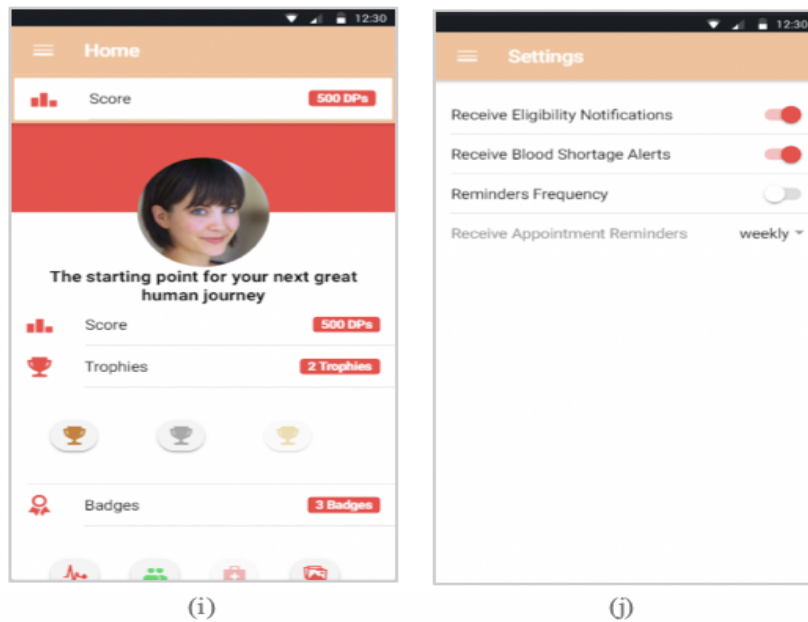 12:30
Home
Score 500 DPs
The starting point for your next great
human journey
Score 500 DPs
Trophies 2 Trophies
Badges 3 Badges
(i)
12:30
Settings
Receive Eligibility Notifications
Receive Blood Shortage Alerts
Reminders Frequency
Receive Appointment Reminders weekly
(j)